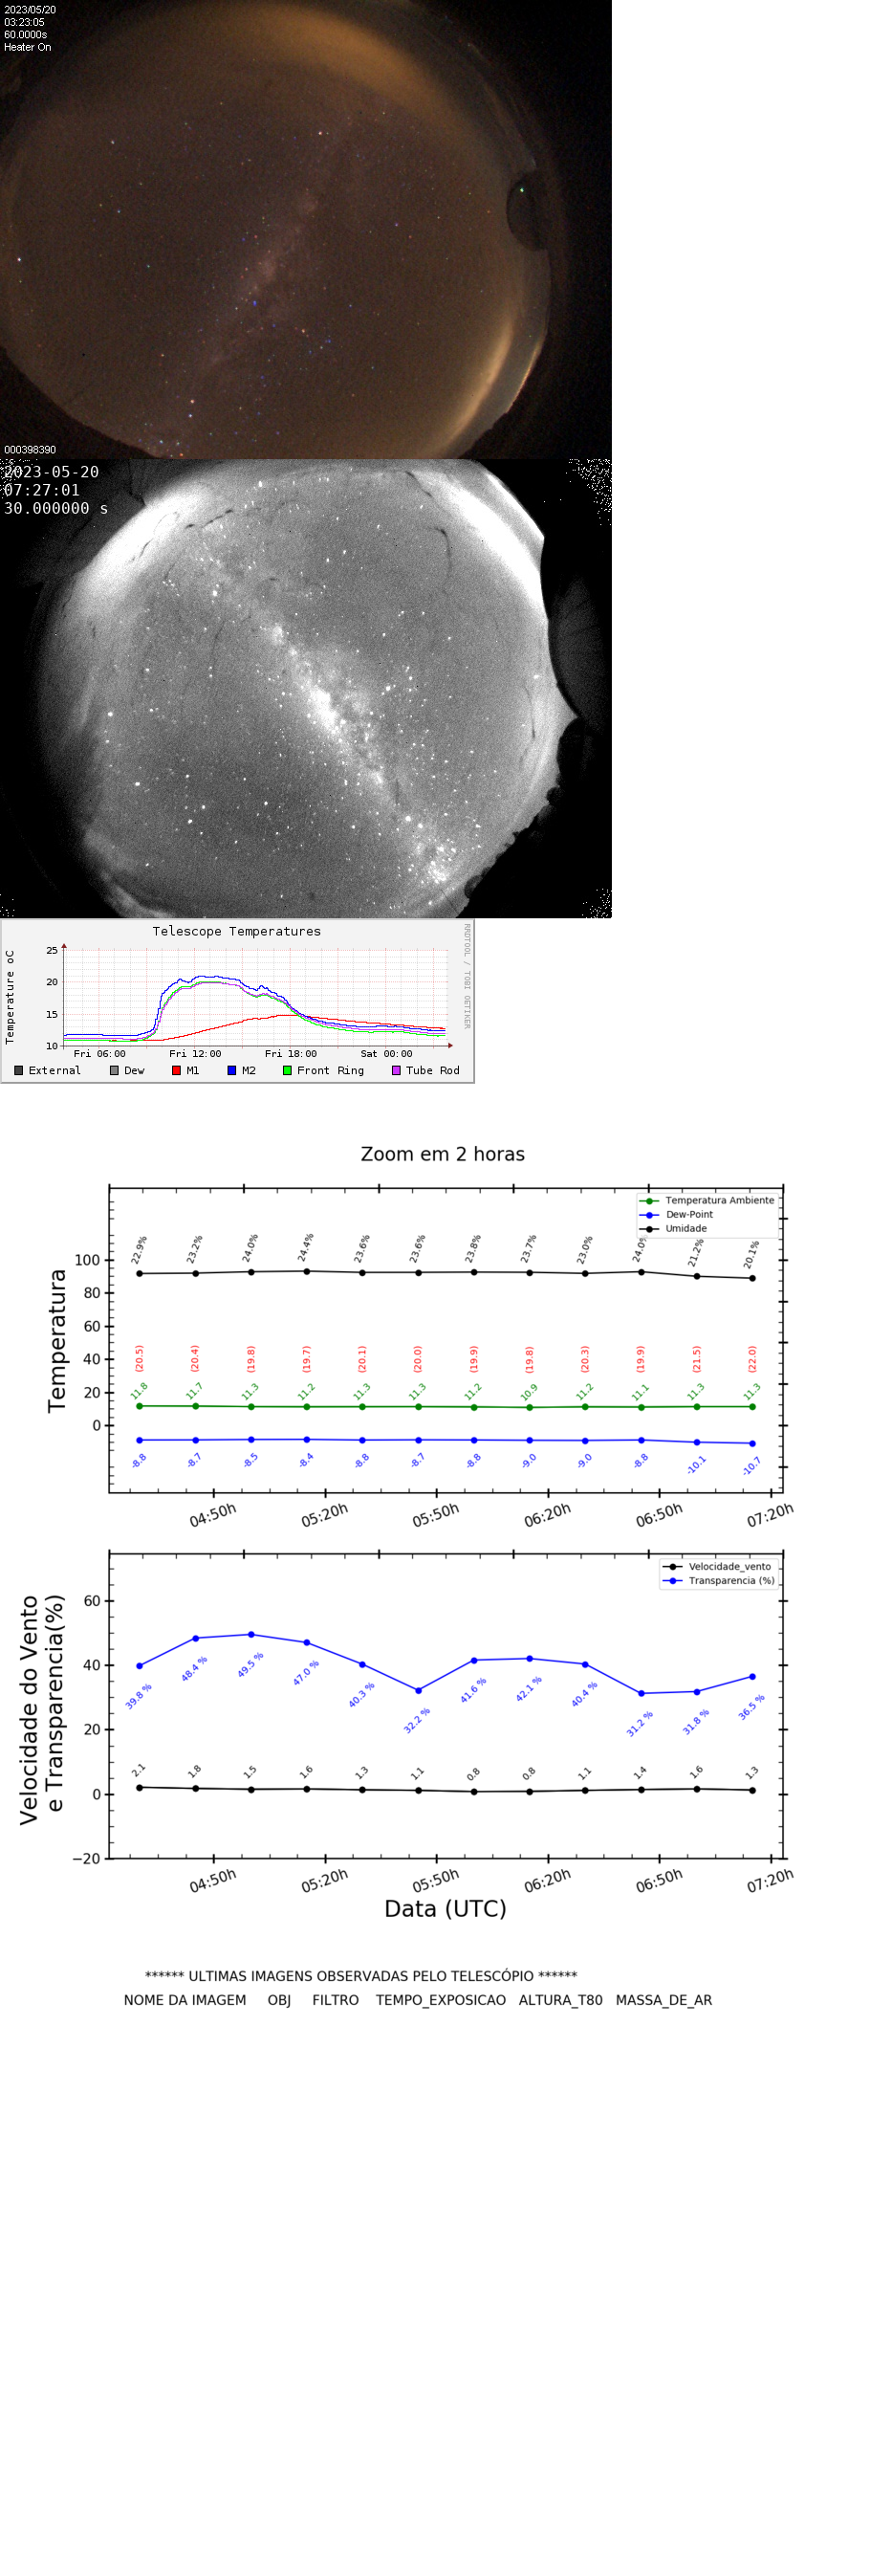 2023/05/20
03:23:05
60.0000s
Heater On
000398390
2023-05-20
07:27:01
30.000000 s
Telescope Temperatures
RRDTOOL / TOBI OETIKER
Temperature oC
25
20
15
10
Fri 06:00 Fri 12:00 Fri 18:00 Sat 00:00
External Dew M1 M2 Front Ring Tube Rod
Zoom em 2 horas
Temperatura Ambiente
Dew-Point
Umidade
22.9% 23.2% 24.0% 24.4% 23.6% 23.6% 23.8% 23.7% 23.0% 24.0% 21.2% 20.1%
Temperatura
100
80
60
40
20
0
(20.5) (20.4) (19.8) (19.7) (20.1) (20.0) (19.9) (19.8) (20.3) (19.9) (21.5) (22.0)
11.8 11.7 11.3 11.2 11.3 11.3 11.2 10.9 11.2 11.1 11.3 11.3
-8.8 -8.7 -8.5 -8.4 -8.8 -8.7 -8.8 -9.0 -9.0 -8.8 -10.1 -10.7
04:50h 05:20h 05:50h 06:20h 06:50h 07:20h
Velocidade_vento
Transparencia (%)
Velocidade do Vento
e Transparencia(%)
60
40
20
0
−20
39.8 % 48.4 % 49.5 % 47.0 % 40.3 % 32.2 % 41.6 % 42.1 % 40.4 % 31.2 % 31.8 % 36.5 %
2.1 1.8 1.5 1.6 1.3 1.1 0.8 0.8 1.1 1.4 1.6 1.3
04:50h 05:20h 05:50h 06:20h 06:50h 07:20h
Data (UTC)
****** ULTIMAS IMAGENS OBSERVADAS PELO TELESCÓPIO ******
NOME DA IMAGEM OBJ FILTRO TEMPO_EXPOSICAO ALTURA_T80 MASSA_DE_AR